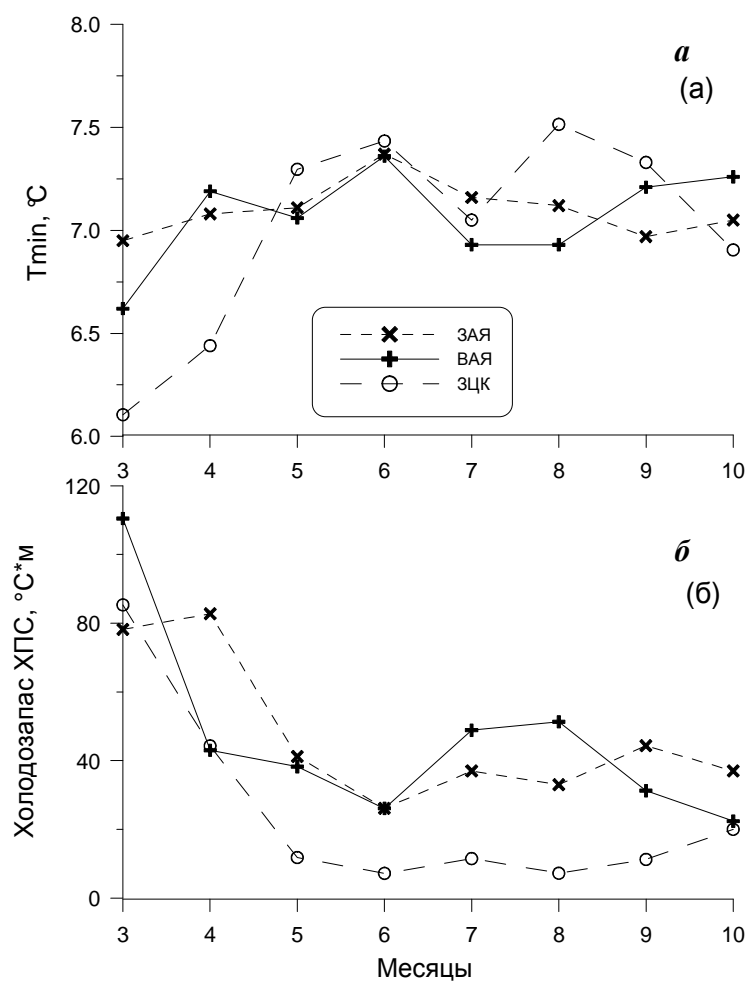 8.0
а
(а)
7.5
Tmin, °C
7.0
6.5
ЗАЯ
ВАЯ
ЗЦК
6.0
3 4 5 6 7 8 9 10
120
б
(б)
80
Холодозапас ХПС, °С*м
40
0
3 4 5 6 7 8 9 10
Месяцы